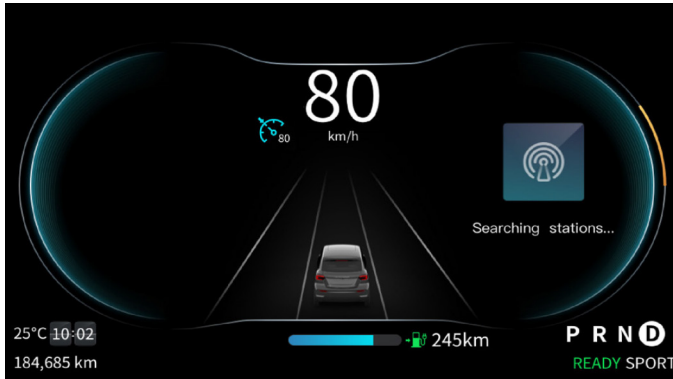 80
80
km/h
Searching stations...
25°C 10:02
184,685 km
245km
P R N D
READY SPORT